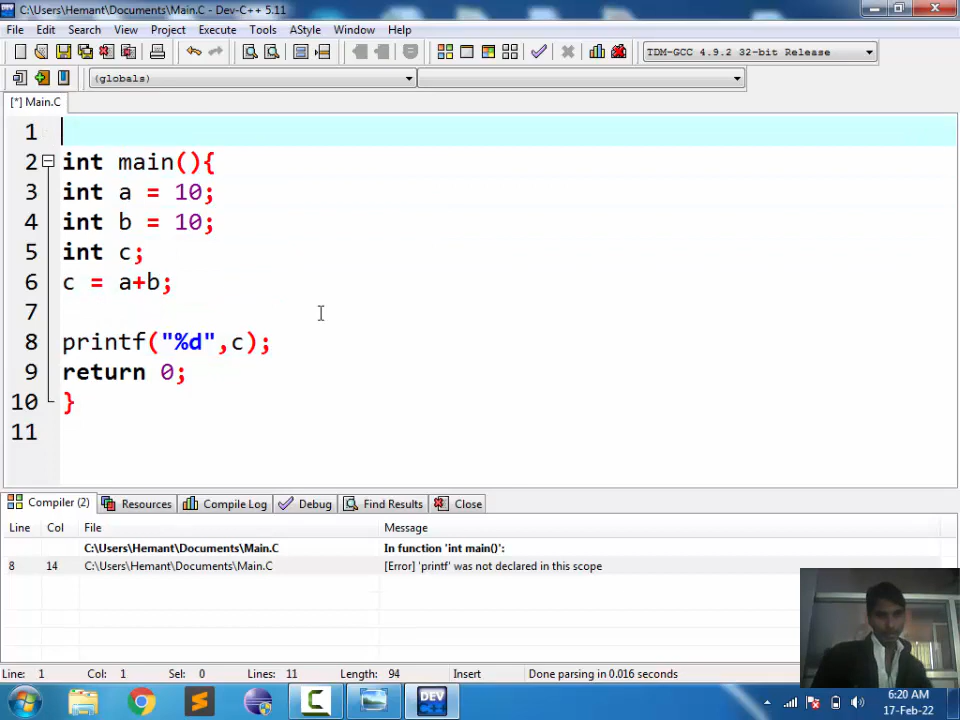 C:\Users\Hemant\Documents\Main.C - Dev-C++ 5.11
File Edit Search View Project Execute Tools AStyle Window Help
TDM-GCC 4.9.2 32-bit Release
(globals)
[*] Main.C
1
2 int main(){
3 int a = 10;
4 int b = 10;
5 int c;
6 c = a+b;
7
8 printf("%d",c);
9 return 0;
10 }
11
Compiler (2) Resources Compile Log Debug Find Results Close
Line Col File Message
C:\Users\Hemant\Documents\Main.C In function 'int main()':
8 14 C:\Users\Hemant\Documents\Main.C [Error] 'printf' was not declared in this scope
Line: 1 Col: 1 Sel: 0 Lines: 11 Length: 94 Insert Done parsing in 0.016 seconds
DEV C++
6:20 AM
17-Feb-22